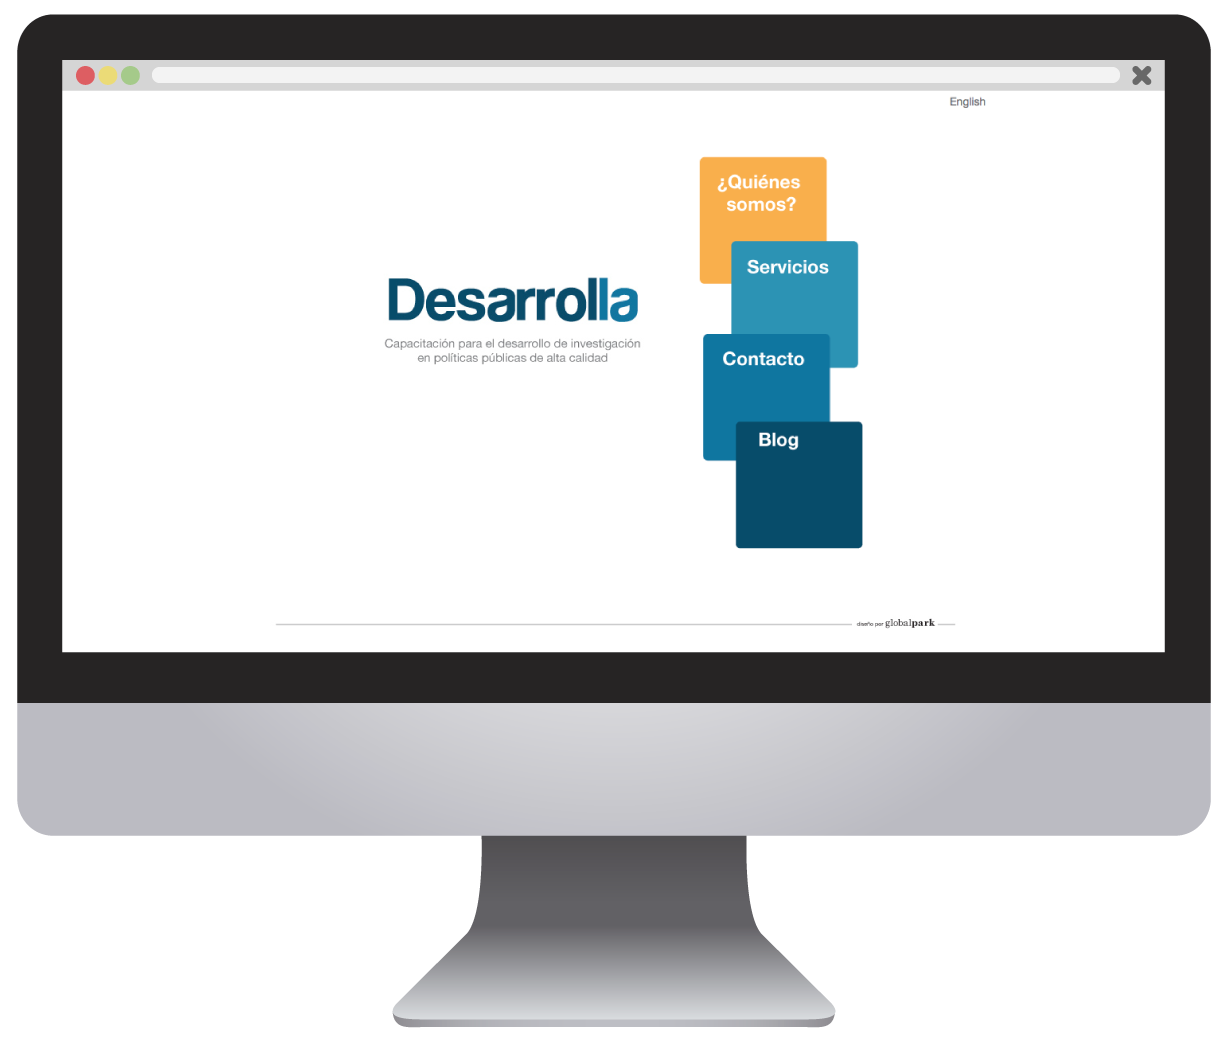 English
¿Quiénes
somos?
Servicios
Desarrolla
Capacitación para el desarrollo de investigación
en políticas públicas de alta calidad
Contacto
Blog
diseño por globalpark